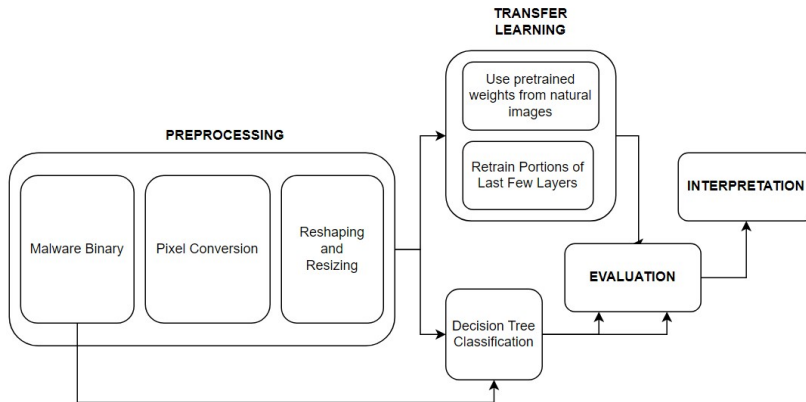 TRANSFER
LEARNING
Use pretrained
weights from natural
images
Retrain Portions of
Last Few Layers
PREPROCESSING
Malware Binary
Pixel Conversion
Reshaping
and
Resizing
Decision Tree
Classification
EVALUATION
INTERPRETATION